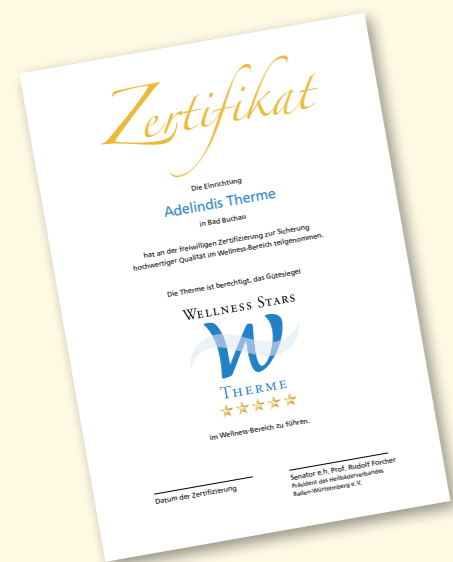 Zertifikat
Die Einrichtung
Adelindis Therme
in Bad Buchau
hat an der freiwilligen Zertifizierung zur Sicherung
hochwertiger Qualität im Wellness-Bereich teilgenommen.
Die Therme ist berechtigt, das Gütesiegel
WELLNESS STARS
W
THERME
im Wellness-Bereich zu führen.
Datum der Zertifizierung
Senator e.h. Prof. Rudolf Forcher
Präsident des Heilbäderverbandes
Baden-Württemberg e. V.